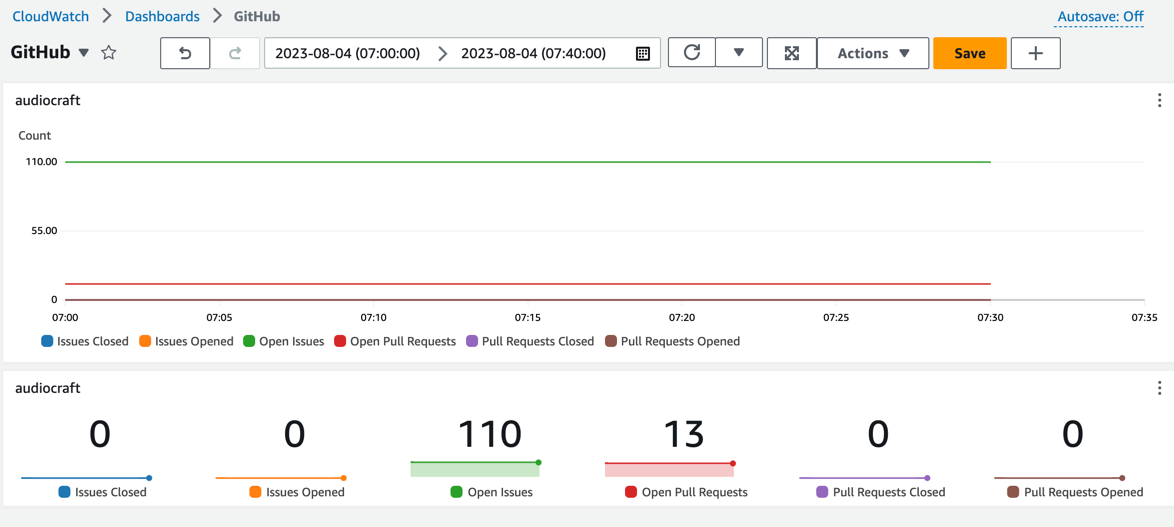 CloudWatch > Dashboards > GitHub
Autosave: Off
GitHub
2023-08-04 (07:00:00) > 2023-08-04 (07:40:00)
Actions
Save
audiocraft
Count
110.00
55.00
0
07:00 07:05 07:10 07:15 07:20 07:25 07:30 07:35
Issues Closed Issues Opened Open Issues Open Pull Requests Pull Requests Closed Pull Requests Opened
audiocraft
0 0 110 13 0 0
Issues Closed Issues Opened Open Issues Open Pull Requests Pull Requests Closed Pull Requests Opened